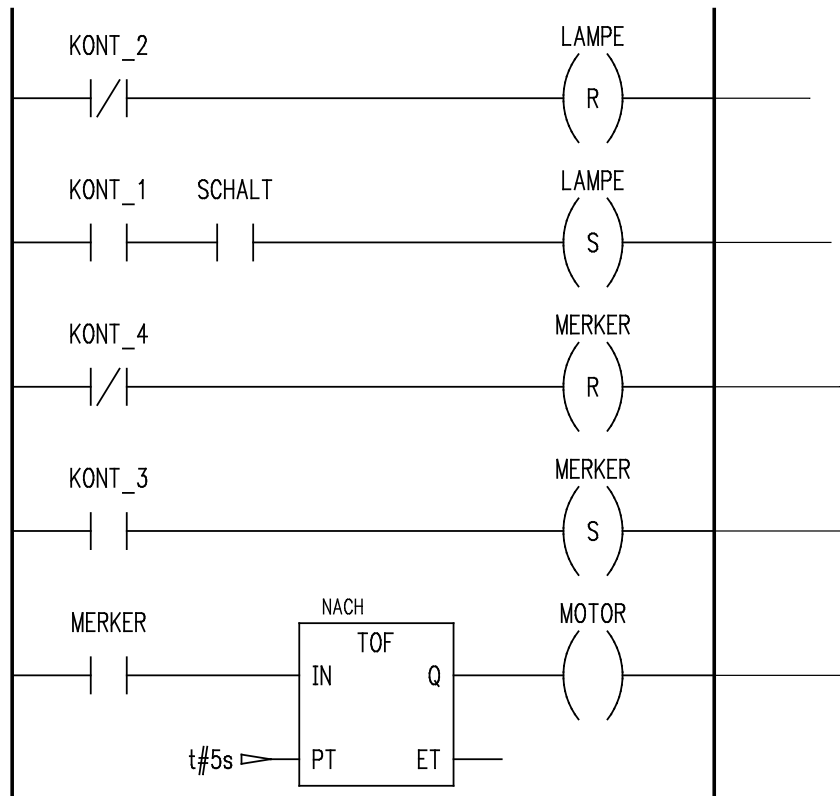 KONT_2 LAMPE
R
KONT_1 SCHALT LAMPE
S
KONT_4 MERKER
R
KONT_3 MERKER
S
NACH
MERKER TOF MOTOR
IN Q
t#5s PT ET